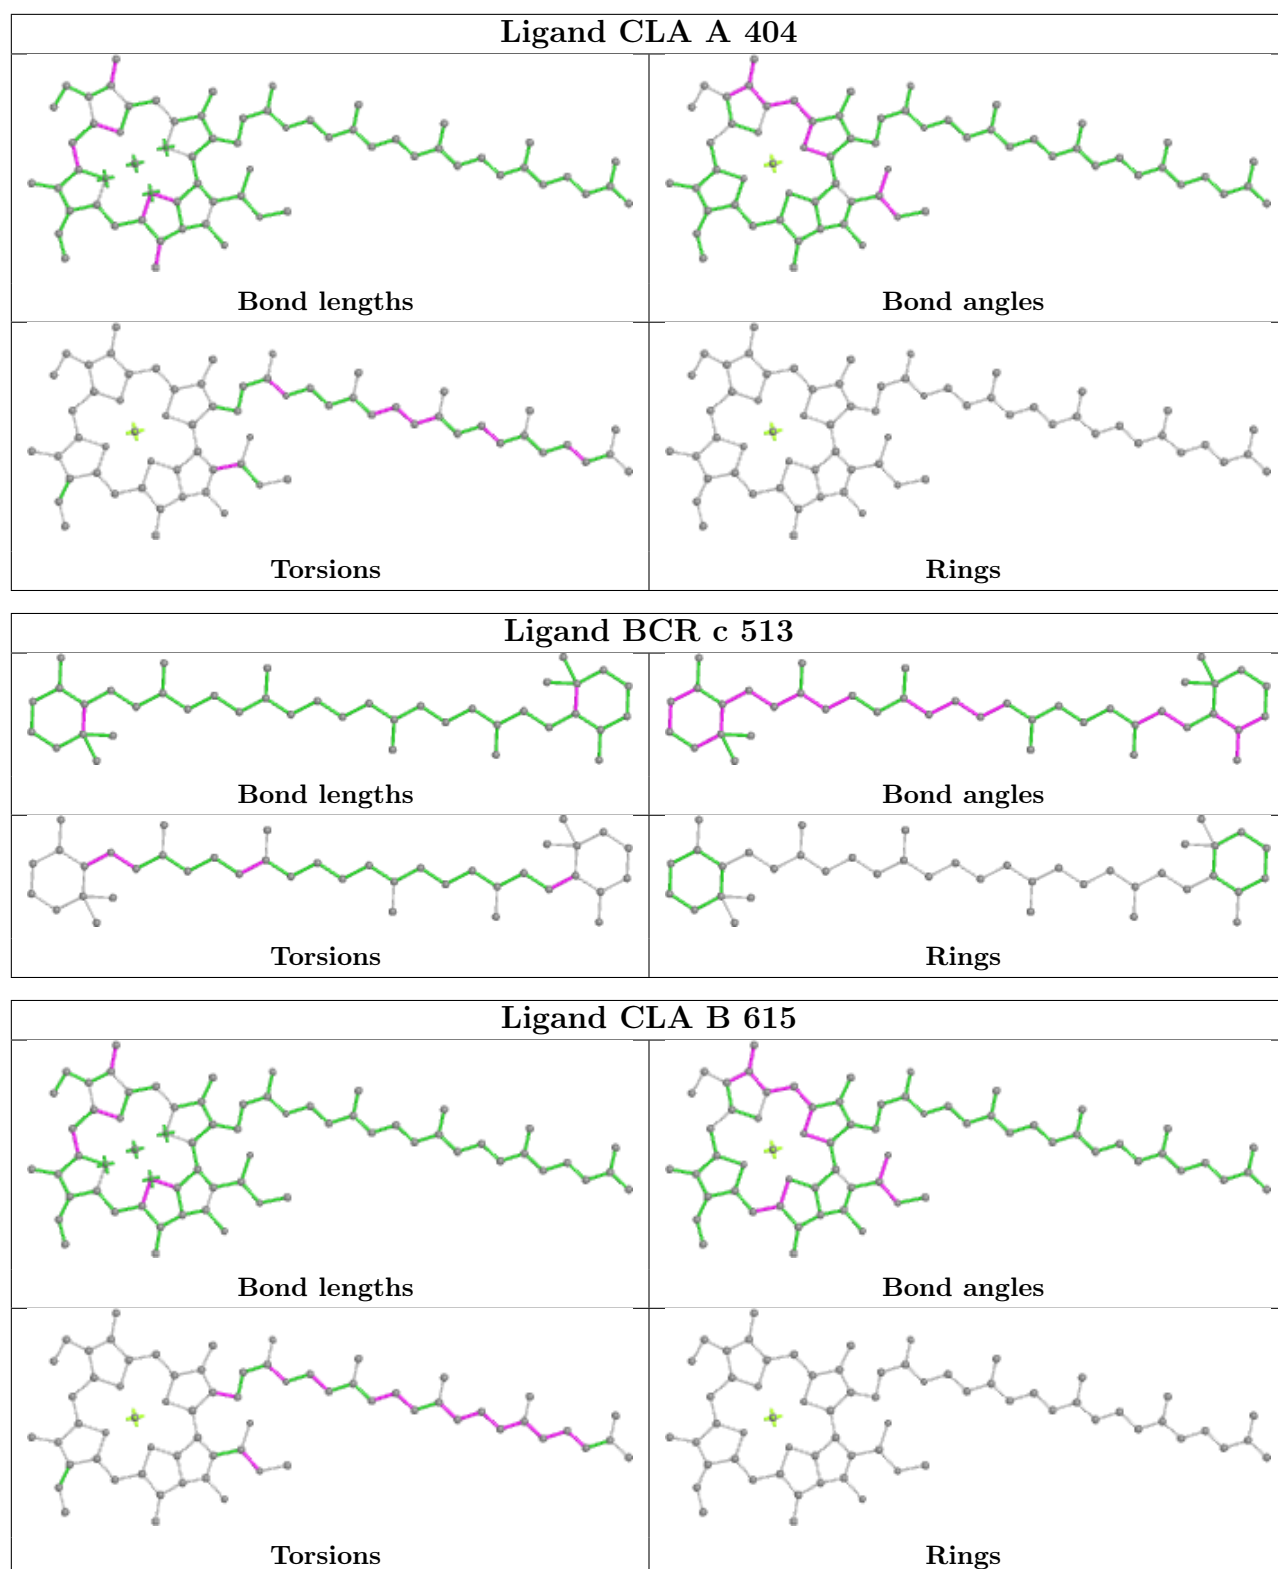 Ligand CLA A 404
Bond lengths
Bond angles
Torsions
Rings
Ligand BCR c 513
Bond lengths
Bond angles
Torsions
Rings
Ligand CLA B 615
Bond lengths
Bond angles
Torsions
Rings